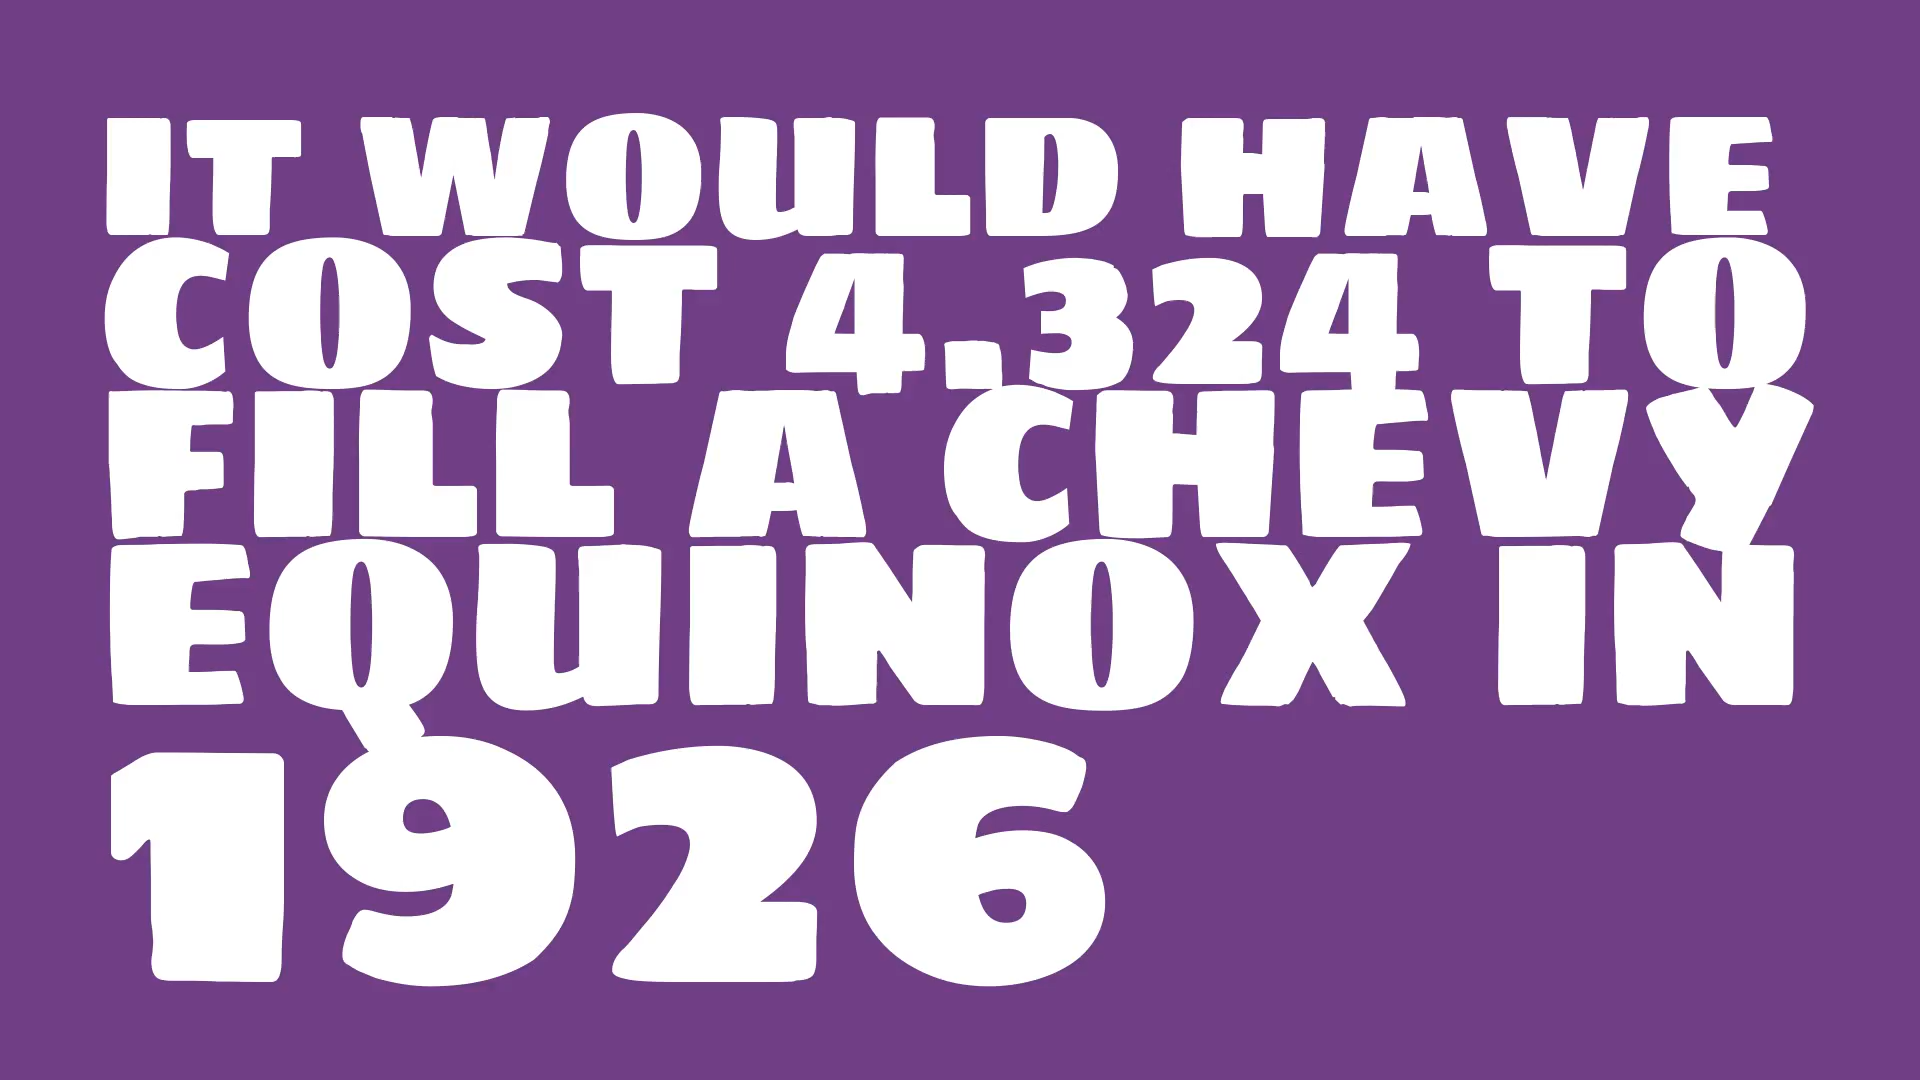 IT WOULD HAVE
COST 4.324 TO
FILL A CHEVY
EQUINOX IN
1926